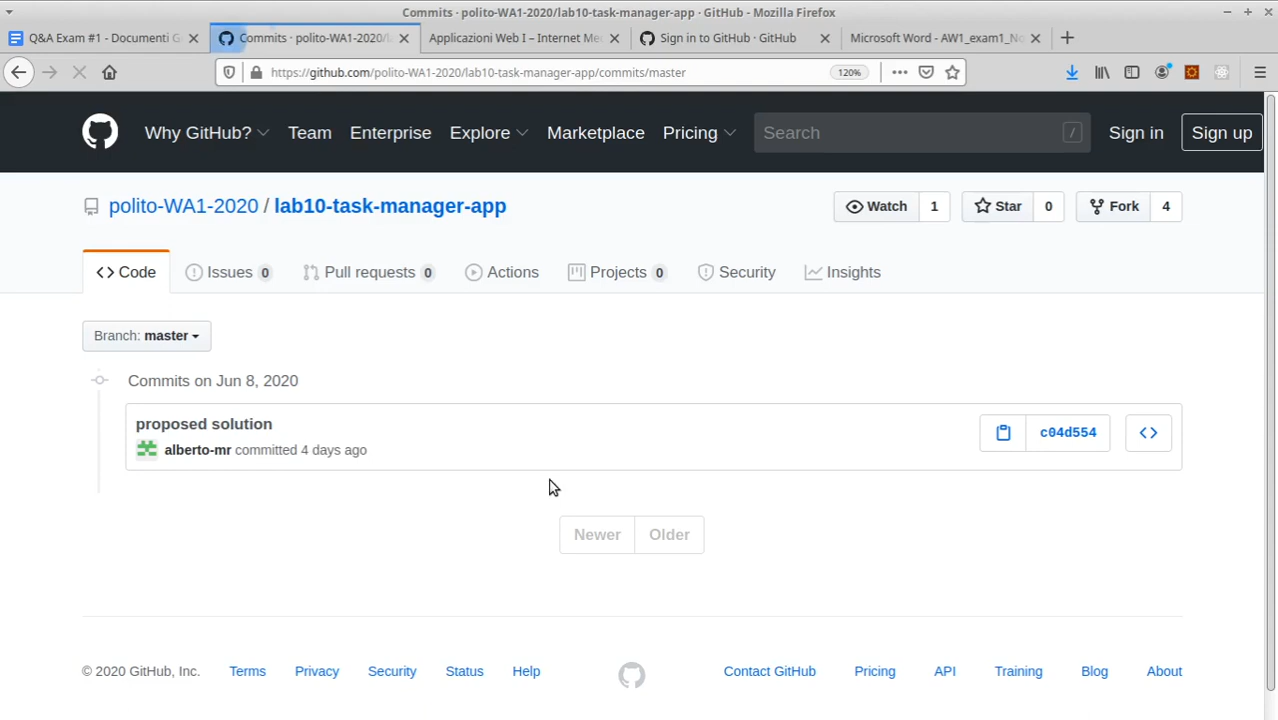 Commits · polito-WA1-2020/lab10-task-manager-app · GitHub - Mozilla Firefox
Q&A Exam #1 - Documenti G
Commits · polito-WA1-2020/l
Applicazioni Web I – Internet Me
Sign in to GitHub · GitHub
Microsoft Word - AW1_exam1_No
https://github.com/polito-WA1-2020/lab10-task-manager-app/commits/master
120%
Why GitHub?
Team
Enterprise
Explore
Marketplace
Pricing
Search
/
Sign in
Sign up
polito-WA1-2020 / lab10-task-manager-app
Watch 1
Star 0
Fork 4
Code
Issues 0
Pull requests 0
Actions
Projects 0
Security
Insights
Branch: master
Commits on Jun 8, 2020
proposed solution
alberto-mr committed 4 days ago
c04d554
Newer
Older
© 2020 GitHub, Inc.
Terms
Privacy
Security
Status
Help
Contact GitHub
Pricing
API
Training
Blog
About